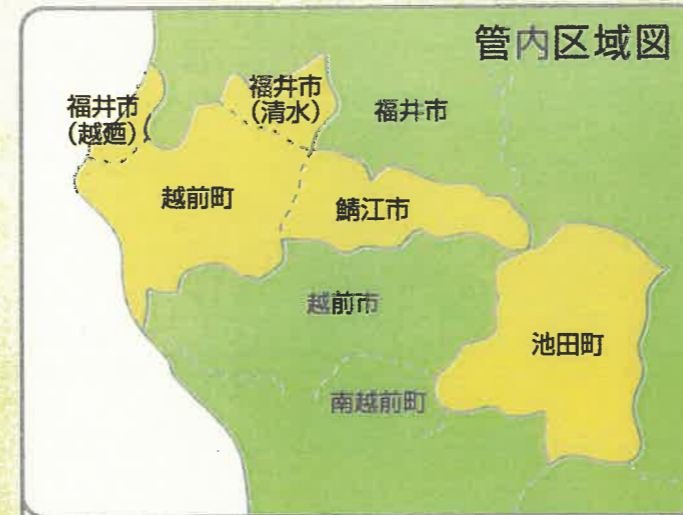 管内区域図
福井市
(越廼)
福井市
(清水)
福井市
越前町
鯖江市
越前市
池田町
南越前町